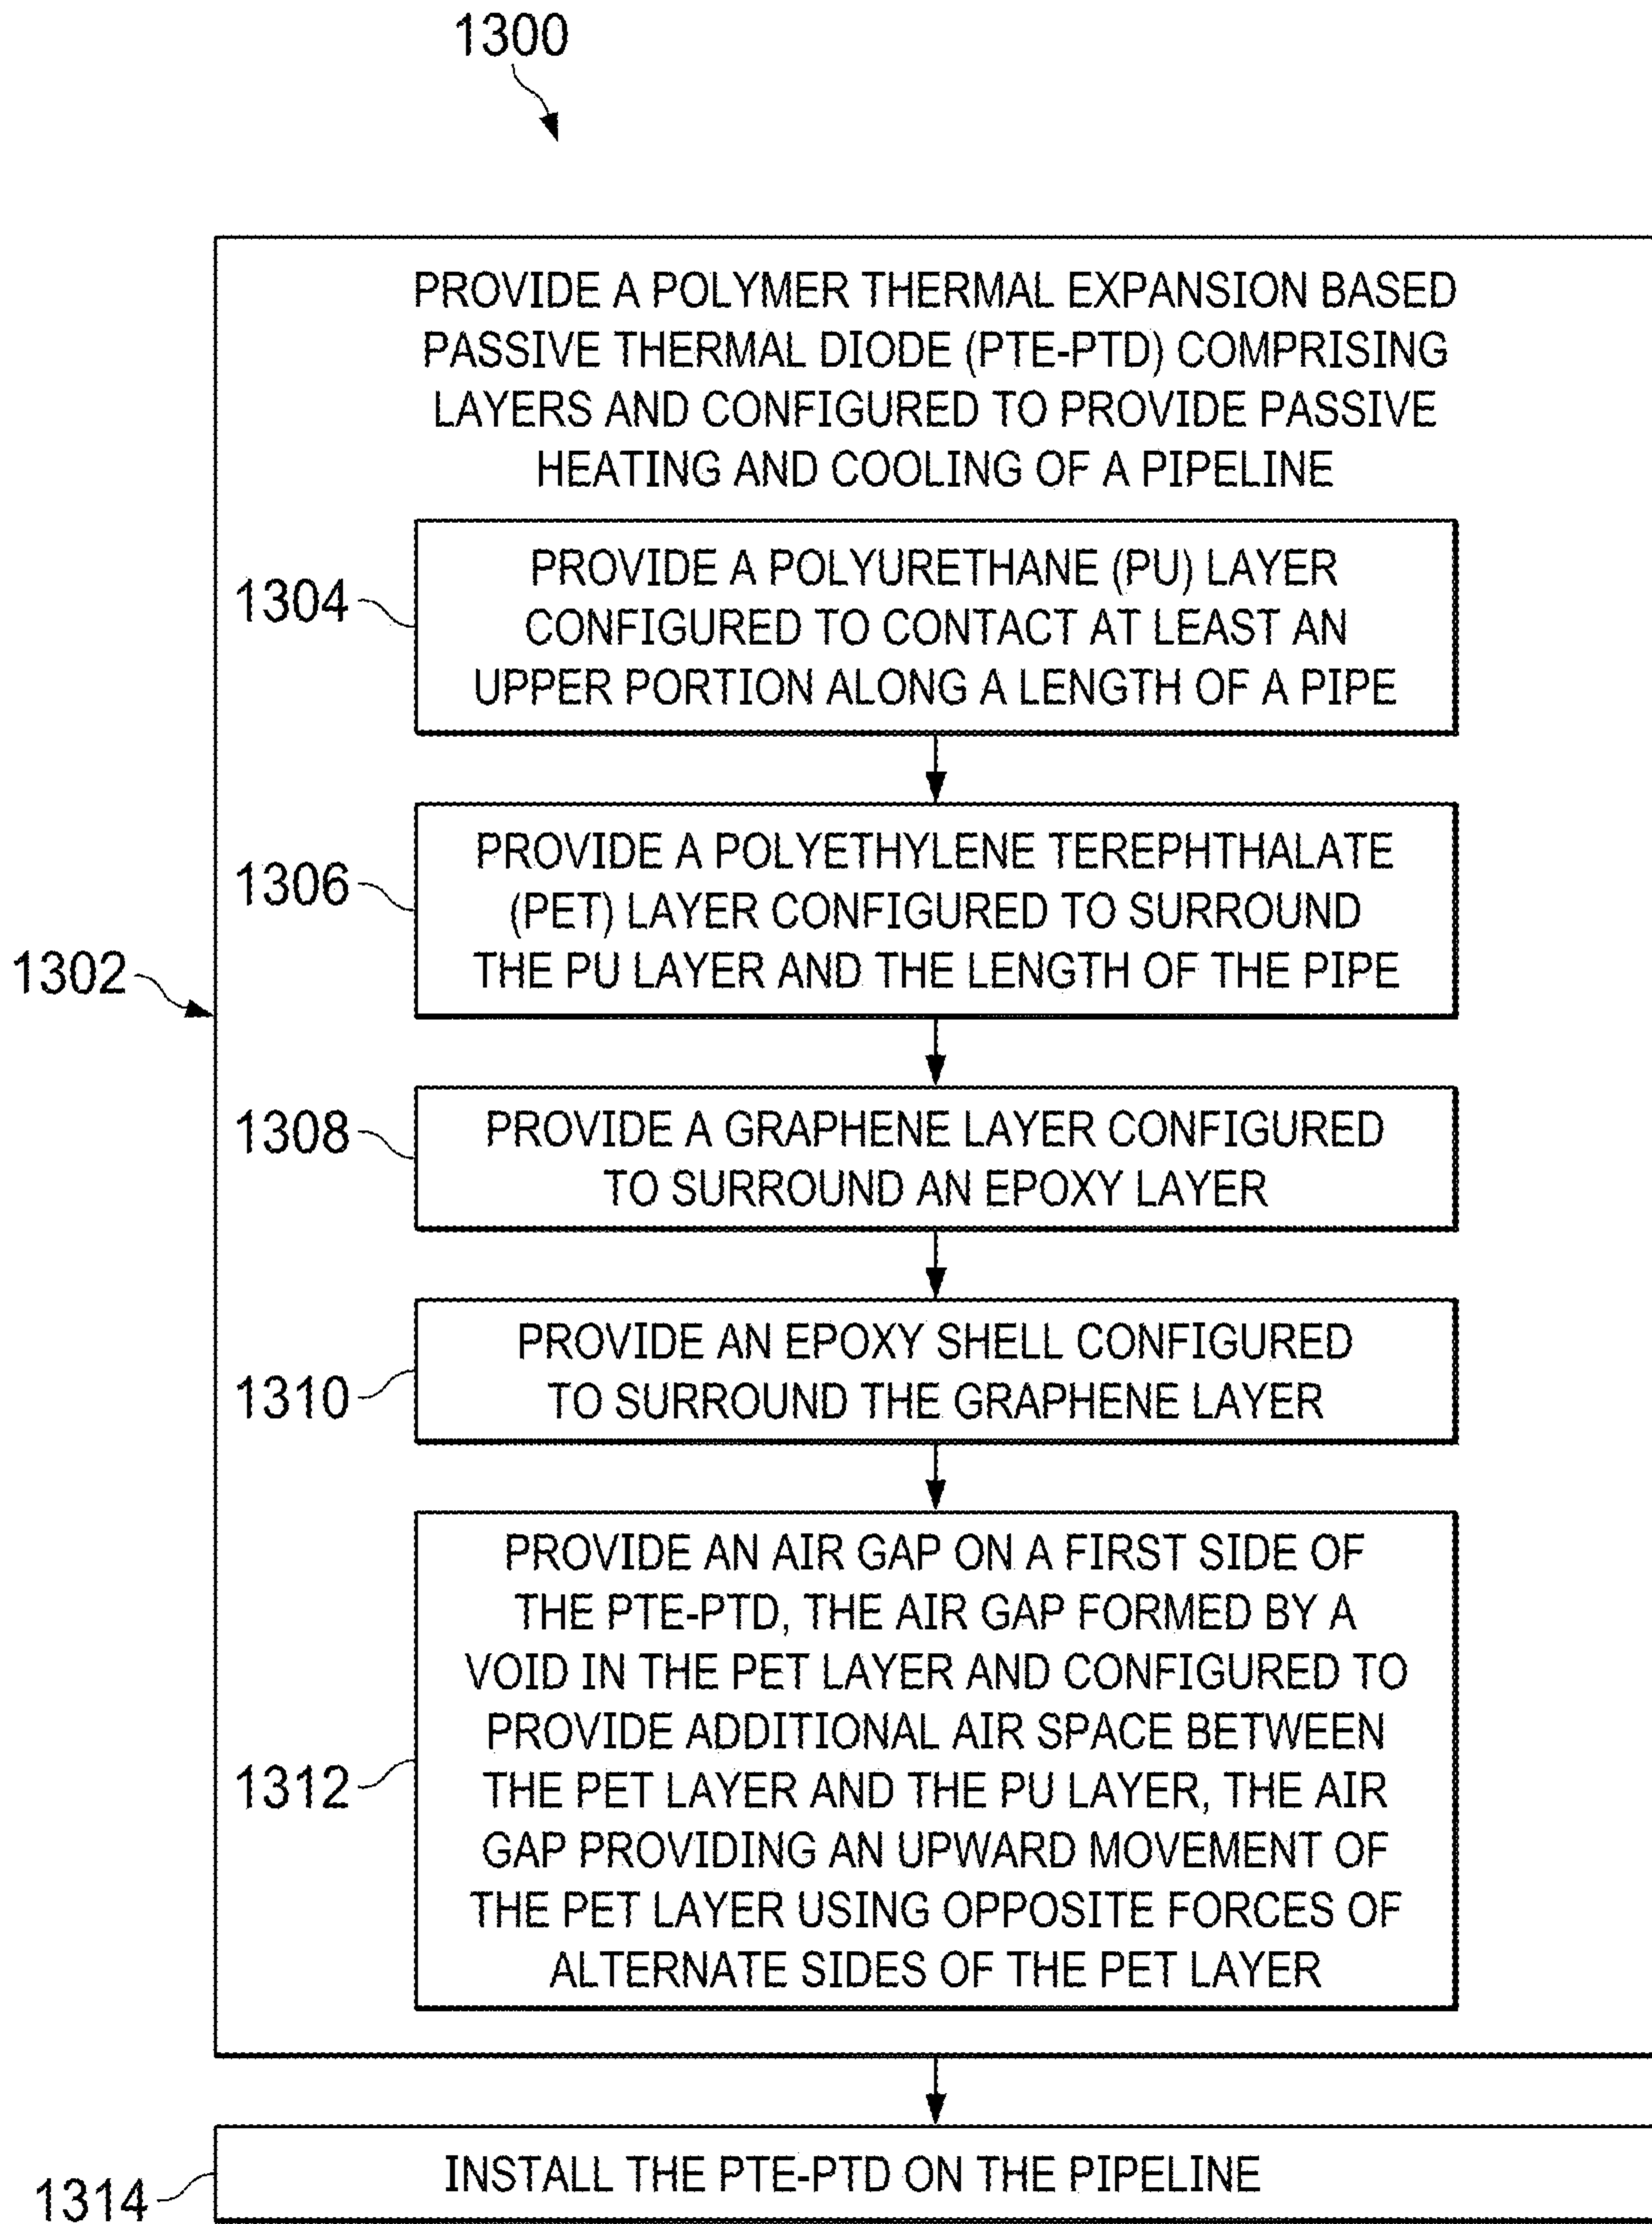 1300
PROVIDE A POLYMER THERMAL EXPANSION BASED
PASSIVE THERMAL DIODE (PTE-PTD) COMPRISING
LAYERS AND CONFIGURED TO PROVIDE PASSIVE
HEATING AND COOLING OF A PIPELINE
1304
PROVIDE A POLYURETHANE (PU) LAYER
CONFIGURED TO CONTACT AT LEAST AN
UPPER PORTION ALONG A LENGTH OF A PIPE
1306
PROVIDE A POLYETHYLENE TEREPHTHALATE
(PET) LAYER CONFIGURED TO SURROUND
THE PU LAYER AND THE LENGTH OF THE PIPE
1302
1308
PROVIDE A GRAPHENE LAYER CONFIGURED
TO SURROUND AN EPOXY LAYER
1310
PROVIDE AN EPOXY SHELL CONFIGURED
TO SURROUND THE GRAPHENE LAYER
1312
PROVIDE AN AIR GAP ON A FIRST SIDE OF
THE PTE-PTD, THE AIR GAP FORMED BY A
VOID IN THE PET LAYER AND CONFIGURED TO
PROVIDE ADDITIONAL AIR SPACE BETWEEN
THE PET LAYER AND THE PU LAYER, THE AIR
GAP PROVIDING AN UPWARD MOVEMENT OF
THE PET LAYER USING OPPOSITE FORCES OF
ALTERNATE SIDES OF THE PET LAYER
1314
INSTALL THE PTE-PTD ON THE PIPELINE